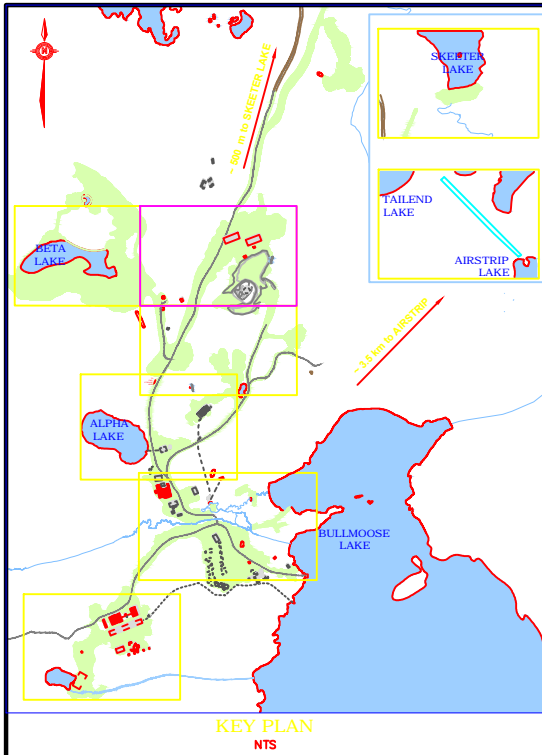 SKEETER
LAKE
~ 500 m to SKEETER LAKE
TAILEND
LAKE
AIRSTRIP
LAKE
BETA
LAKE
~ 3.5 km to AIRSTRIP
ALPHA
LAKE
BULLMOOSE
LAKE
KEY PLAN
NTS